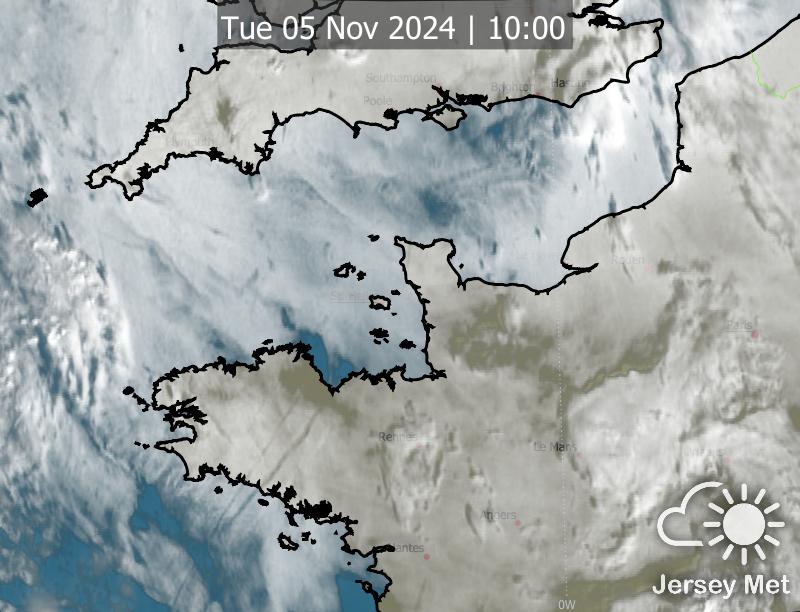 Tue 05 Nov 2024 | 10:00
Southampton
Poole
Brighton
Rouen
Paris
Rennes
Le Mans
Angers
Nantes
0W
Jersey Met